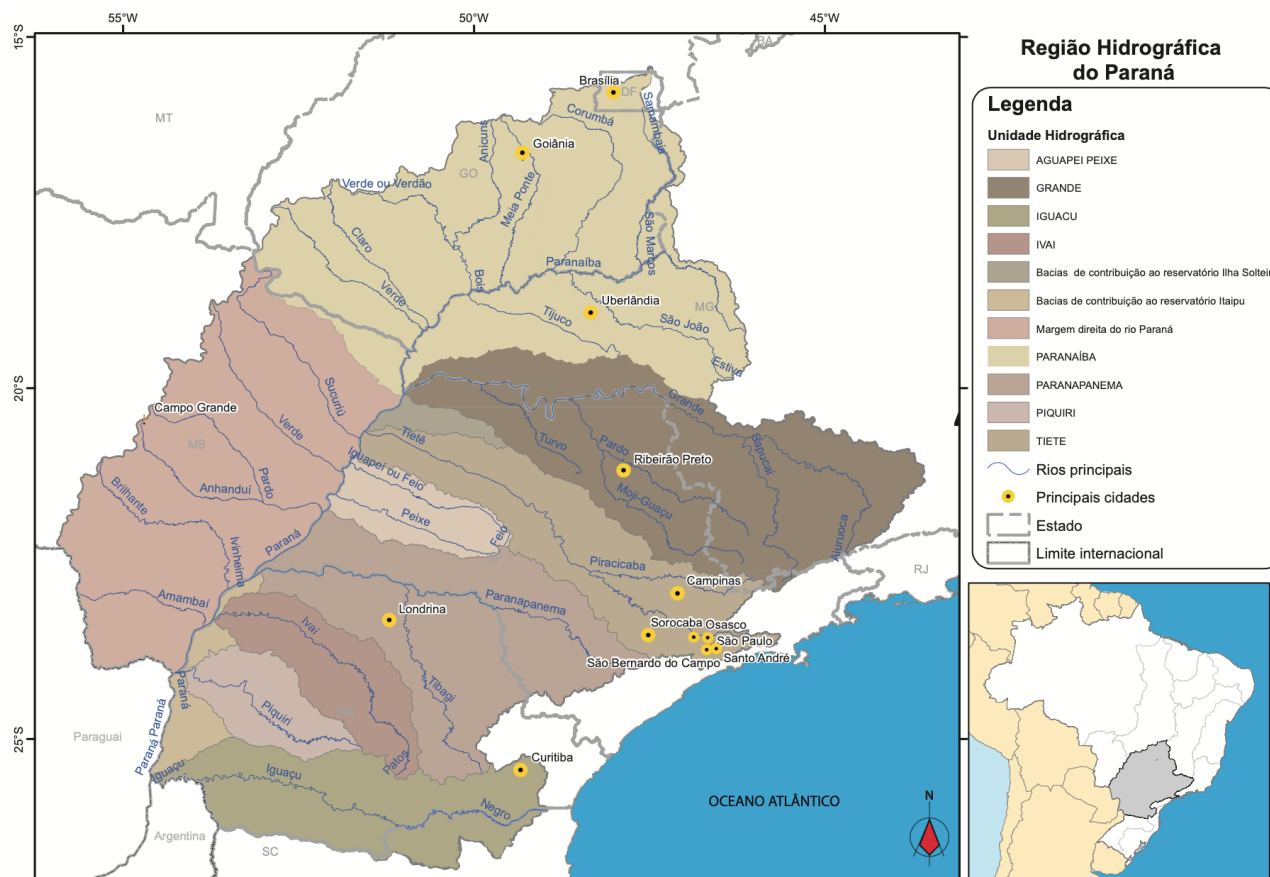 55°W
50°W
45°W
15°S
20°S
25°S
BA
MT
Brasília
DF
Samambaia
Corumbá
Anicuns
Goiânia
GO
Verde ou Verdão
Meia Ponte
Claro
São Marcos
Paranaíba
Verde
Bois
Uberlândia
MG
Tijuco
São João
Estiva
Sucuriú
Grande
Campo Grande
Tietê
Verde
MS
Turvo
Pardo
Sapucaí
Iguapeí ou Feio
Ribeirão Preto
Pardo
Anhanduí
Brilhante
Moji-Guaçu
Peixe
Feio
Aiuruoca
Paraná
Ivinheima
Piracicaba
RJ
Campinas
Amambaí
Londrina
Paranapanema
Ivaí
Sorocaba
Osasco
São Paulo
São Bernardo do Campo
Santo André
Tibagi
Paraná
Piquiri
Paraná
Paraná
Paraguai
Patos
Curitiba
Iguaçu
Iguaçu
Negro
Argentina
SC
OCEANO ATLÂNTICO
N
Região Hidrográfica
do Paraná
Legenda
Unidade Hidrográfica
AGUAPEI PEIXE
GRANDE
IGUACU
IVAI
Bacias de contribuição ao reservatório Ilha Solteir
Bacias de contribuição ao reservatório Itaipu
Margem direita do rio Paraná
PARANAÍBA
PARANAPANEMA
PIQUIRI
TIETE
Rios principais
Principais cidades
Estado
Limite internacional